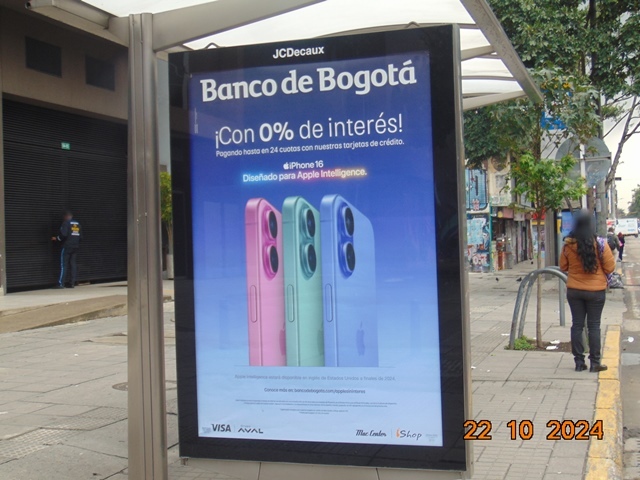 JCDecaux
Banco de Bogotá
¡Con 0% de interés!
Pagando hasta en 24 cuotas con nuestras tarjetas de crédito.
iPhone 16
Diseñado para Apple Intelligence.
VISA AVAL Mac Center iShop
22 10 2024